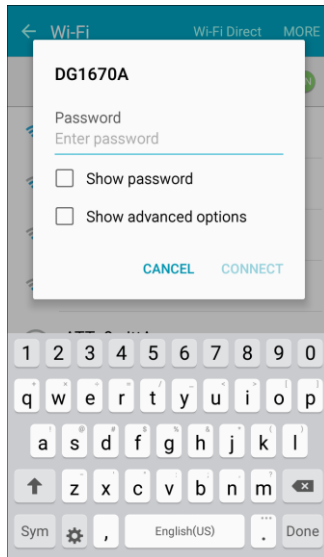 Wi-Fi Wi-Fi Direct MORE
DG1670A
Password
Enter password
Show password
Show advanced options
CANCEL CONNECT
1 2 3 4 5 6 7 8 9 0
q w e r t y u i o p
a s d f g h j k l
z x c v b n m
Sym , English(US) . Done